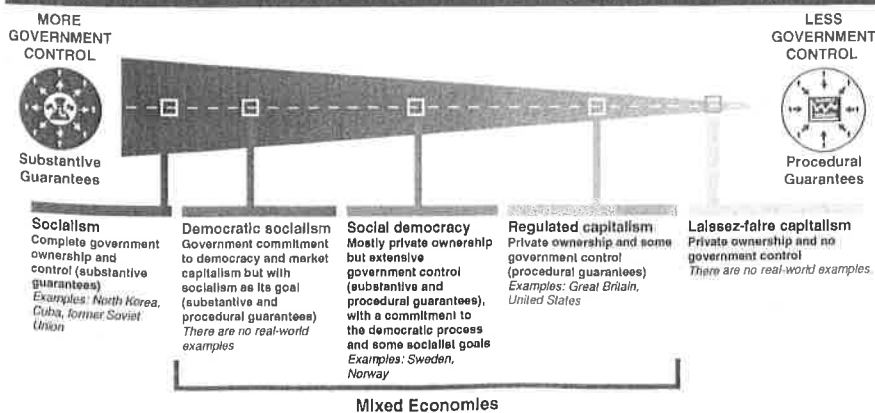 MORE
GOVERNMENT
CONTROL
Substantive
Guarantees
LESS
GOVERNMENT
CONTROL
Procedural
Guarantees
Socialism
Complete government
ownership and
control (substantive
guarantees)
Examples: North Korea,
Cuba, former Soviet
Union
Democratic socialism
Government commitment
to democracy and market
capitalism but with
socialism as its goal
(substantive and
procedural guarantees)
There are no real-world
examples
Social democracy
Mostly private ownership
but extensive
government control
(substantive and
procedural guarantees),
with a commitment to
the democratic process
and some socialist goals
Examples: Sweden,
Norway
Regulated capitalism
Private ownership and some
government control
(procedural guarantees)
Examples: Great Britain,
United States
Laissez-faire capitalism
Private ownership and no
government control
There are no real-world examples.
Mixed Economies